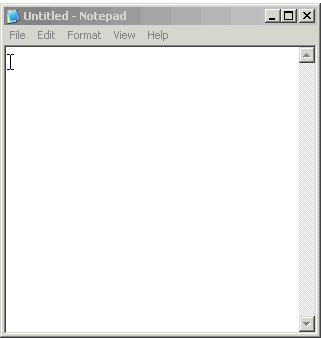 Untitled - Notepad
File Edit Format View Help